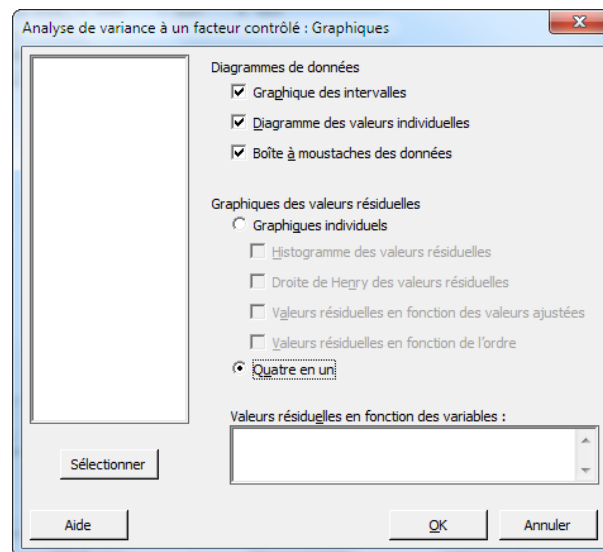 Analyse de variance à un facteur contrôlé : Graphiques
Diagrammes de données
Graphique des intervalles
Diagramme des valeurs individuelles
Boîte à moustaches des données
Graphiques des valeurs résiduelles
Graphiques individuels
Histogramme des valeurs résiduelles
Droite de Henry des valeurs résiduelles
Valeurs résiduelles en fonction des valeurs ajustées
Valeurs résiduelles en fonction de l'ordre
Quatre en un
Valeurs résiduelles en fonction des variables :
Sélectionner
Aide
OK
Annuler